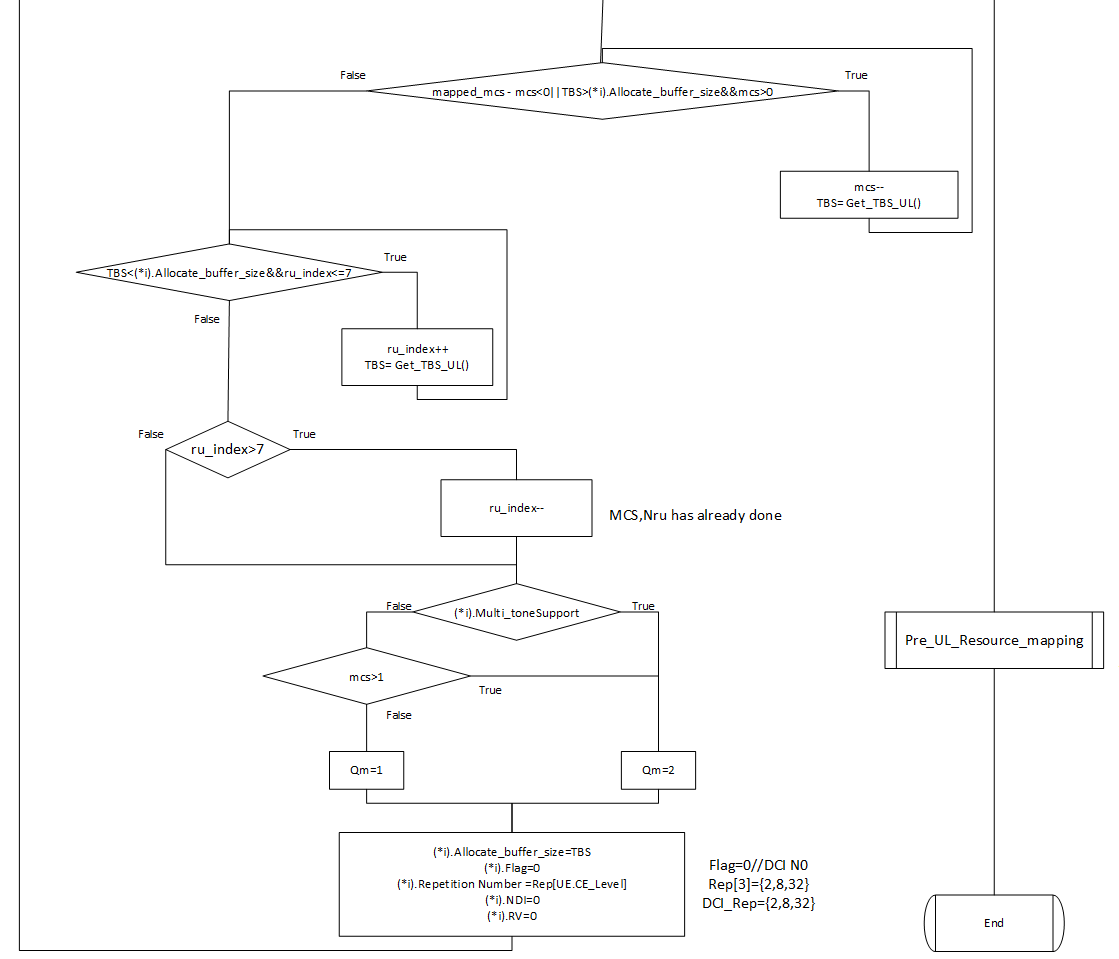 False
True
mapped_mcs - mcs<0||TBS>(*i).Allocate_buffer_size&&mcs>0
mcs--
TBS= Get_TBS_UL()
True
TBS<(*i).Allocate_buffer_size&&ru_index<=7
False
ru_index++
TBS= Get_TBS_UL()
False
True
ru_index>7
ru_index--
MCS,Nru has already done
False
True
(*i).Multi_toneSupport
Pre_UL_Resource_mapping
mcs>1
True
False
Qm=1
Qm=2
(*i).Allocate_buffer_size=TBS
(*i).Flag=0
(*i).Repetition Number =Rep[UE.CE_Level]
(*i).NDI=0
(*i).RV=0
Flag=0//DCI N0
Rep[3]={2,8,32}
DCI_Rep={2,8,32}
End